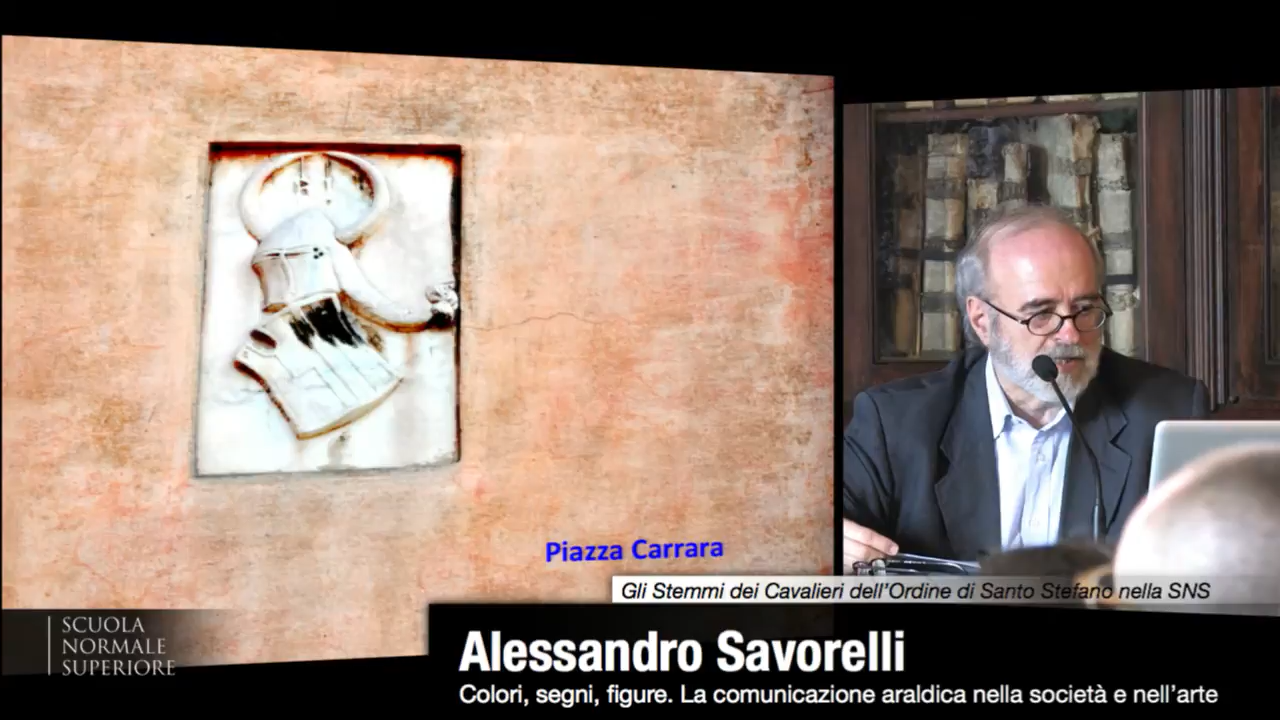 Piazza Carrara
Gli Stemmi dei Cavalieri dell'Ordine di Santo Stefano nella SNS
SCUOLA
NORMALE
SUPERIORE
Alessandro Savorelli
Colori, segni, figure. La comunicazione araldica nella società e nell'arte